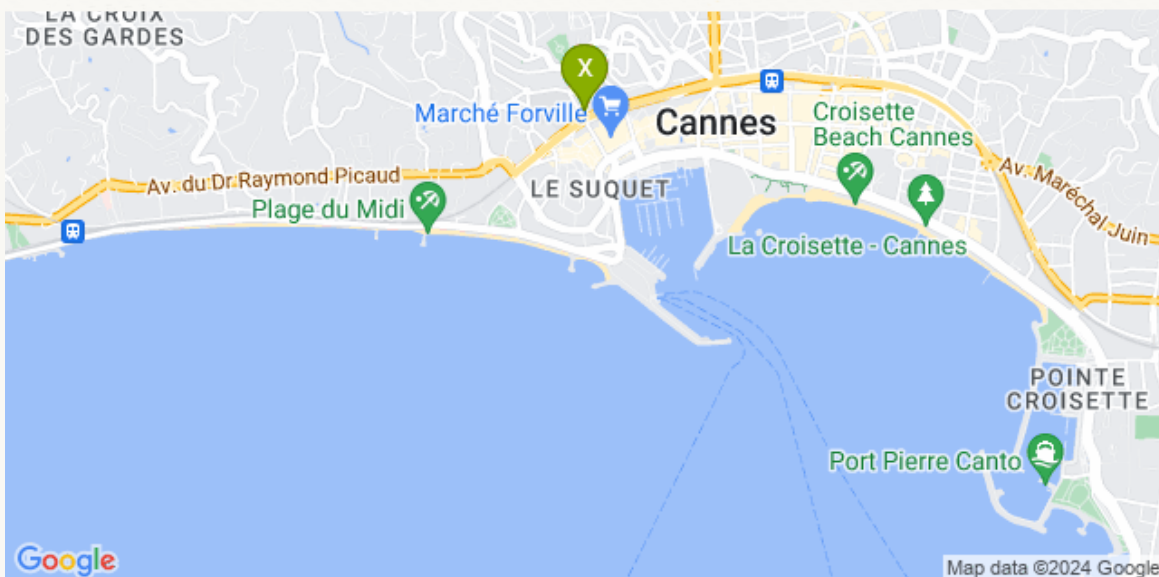 LA CROIX
DES GARDES
X
Marché Forville
Cannes
Croisette
Beach Cannes
Av. du Dr Raymond Picaud
LE SUQUET
Plage du Midi
Av. Maréchal Juin
La Croisette - Cannes
POINTE
CROISETTE
Port Pierre Canto
Google
Map data ©2024 Google